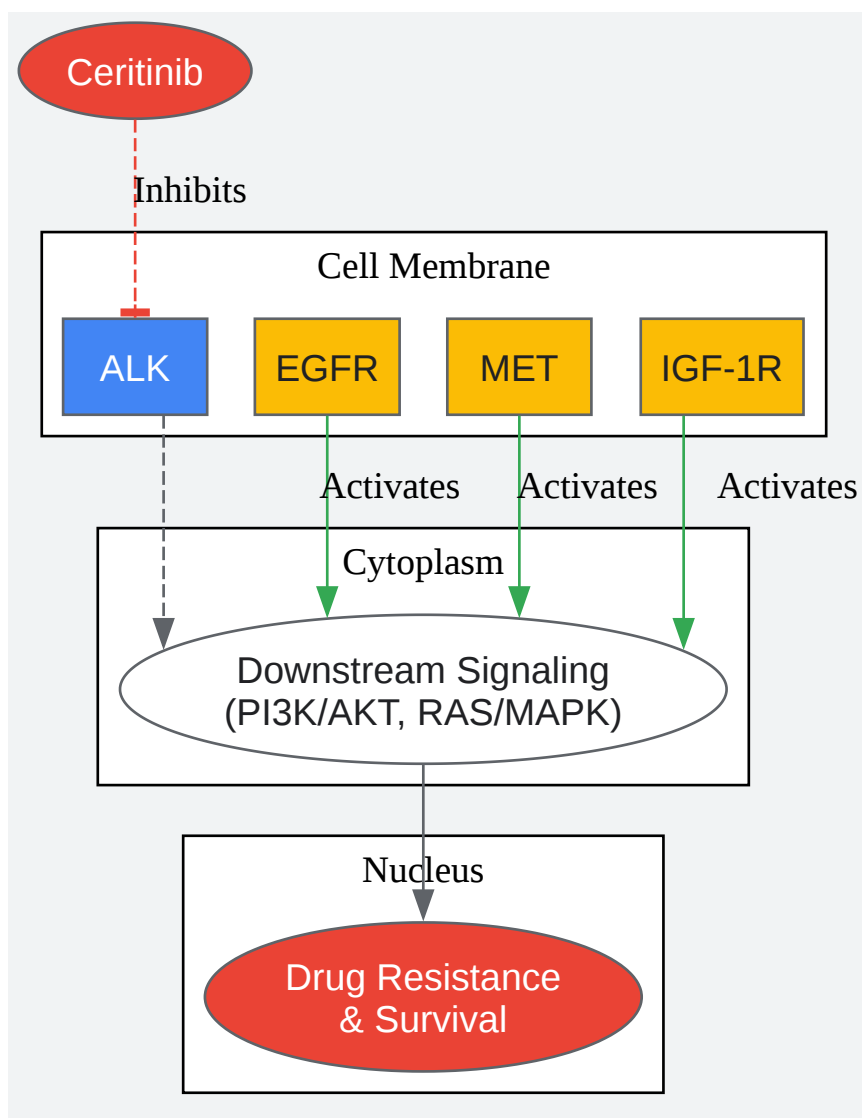 Ceritinib
Inhibits
Cell Membrane
ALK
EGFR
MET
IGF-1R
Activates
Activates
Activates
Cytoplasm
Downstream Signaling
(PI3K/AKT, RAS/MAPK)
Nucleus
Drug Resistance
& Survival